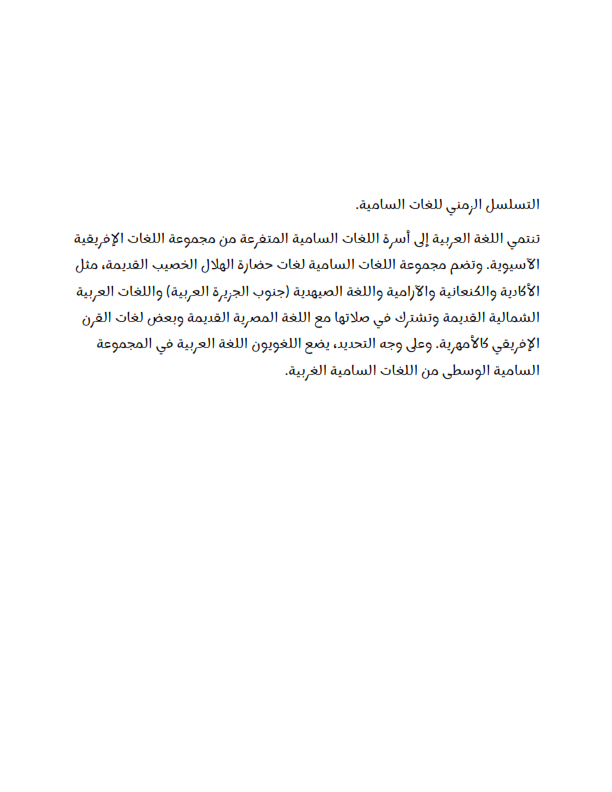 التسلسل الزمني للغات السامية.
تنتمي اللغة العربية إلى أسرة اللغات السامية المتفرعة من مجموعة اللغات الإفريقية
الآسيوية. وتضم مجموعة اللغات السامية لغات حضارة الهلال الخصيب القديمة، مثل
الأكادية والكنعانية والآرامية واللغة الصيهدية (جنوب الجزيرة العربية) واللغات العربية
الشمالية القديمة وتشترك في صلاتها مع اللغة المصرية القديمة وبعض لغات القرن
الإفريقي كالأمهرية. وعلى وجه التحديد، يضع اللغويون اللغة العربية في المجموعة
السامية الوسطى من اللغات السامية الغربية.